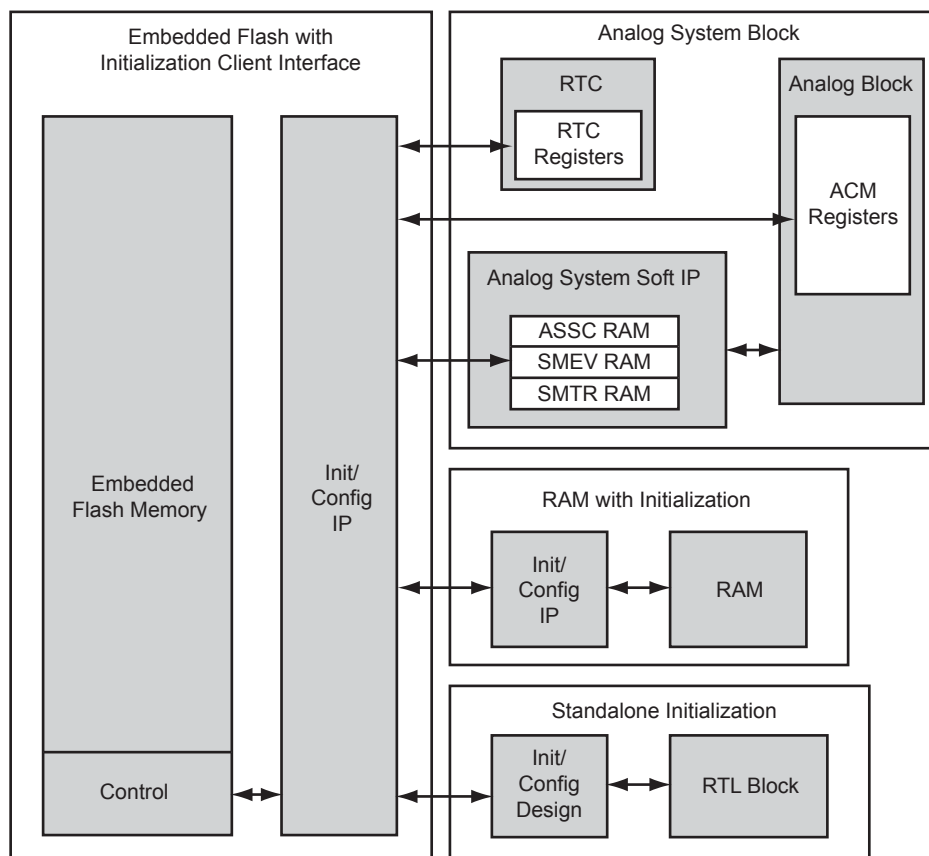 Embedded Flash with
Initialization Client Interface
Embedded
Flash Memory
Control
Init/
Config
IP
Analog System Block
RTC
RTC
Registers
Analog Block
ACM
Registers
Analog System Soft IP
ASSC RAM
SMEV RAM
SMTR RAM
RAM with Initialization
Init/
Config
IP
RAM
Standalone Initialization
Init/
Config
Design
RTL Block